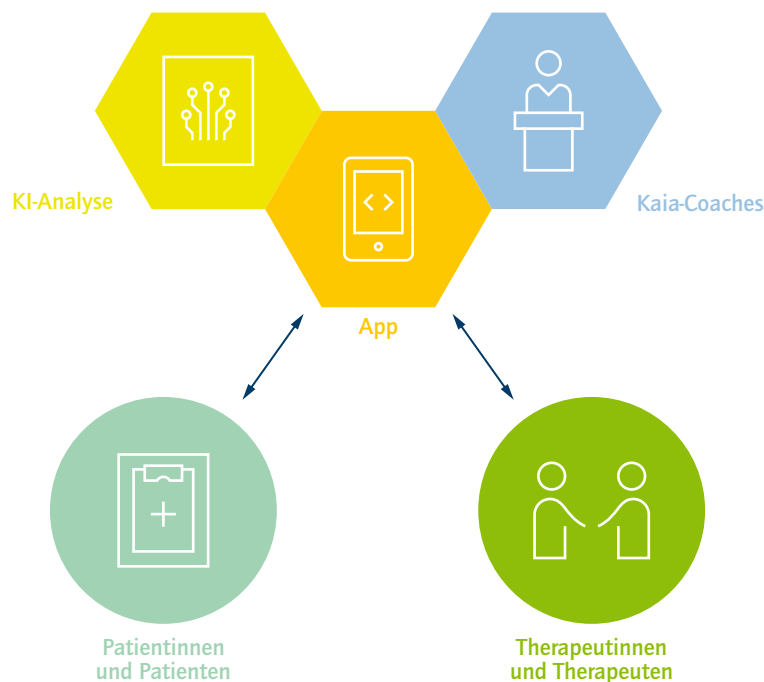 KI-Analyse
Kaia-Coaches
App
Patientinnen
und Patienten
Therapeutinnen
und Therapeuten